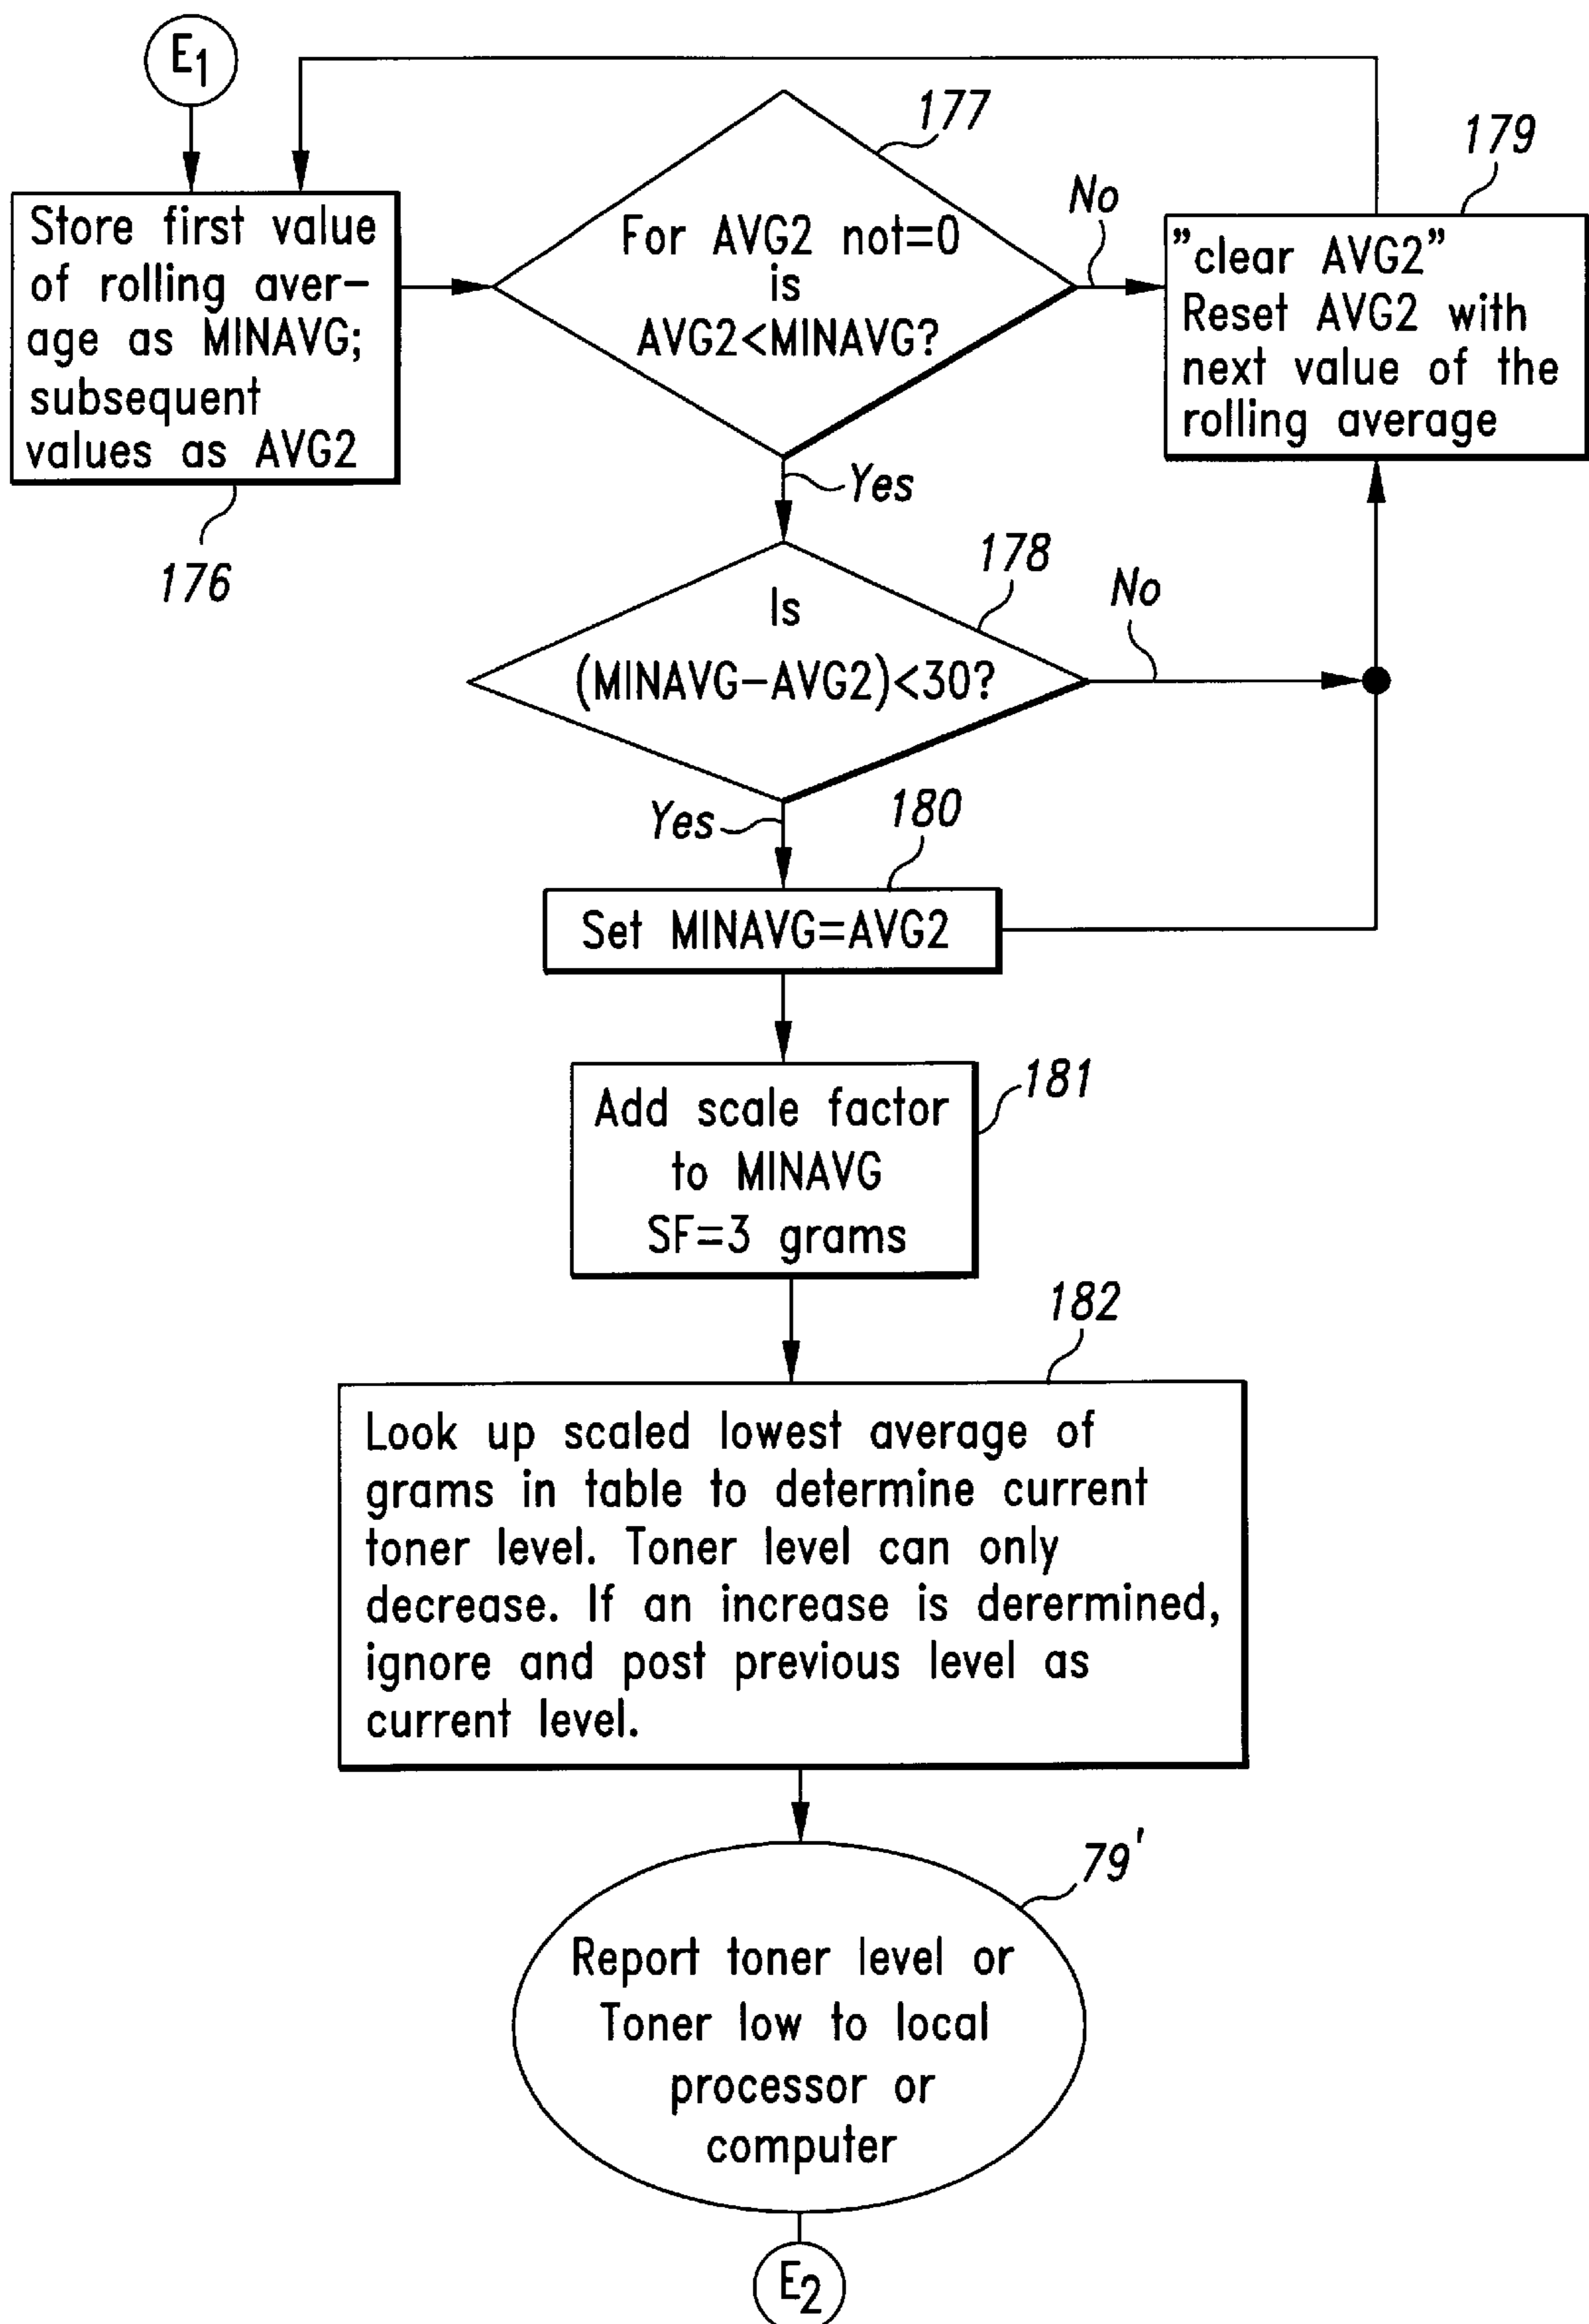 E1
177
179
No
Store first value
of rolling aver-
age as MINAVG;
subsequent
values as AVG2
For AVG2 not=0
is
AVG2<MINAVG?
"clear AVG2"
Reset AVG2 with
next value of the
rolling average
Yes
176
178
No
Is
(MINAVG-AVG2)<30?
Yes
180
Set MINAVG=AVG2
181
Add scale factor
to MINAVG
SF=3 grams
182
Look up scaled lowest average of
grams in table to determine current
toner level. Toner level can only
decrease. If an increase is derermined,
ignore and post previous level as
current level.
79'
Report toner level or
Toner low to local
processor or
computer
E2